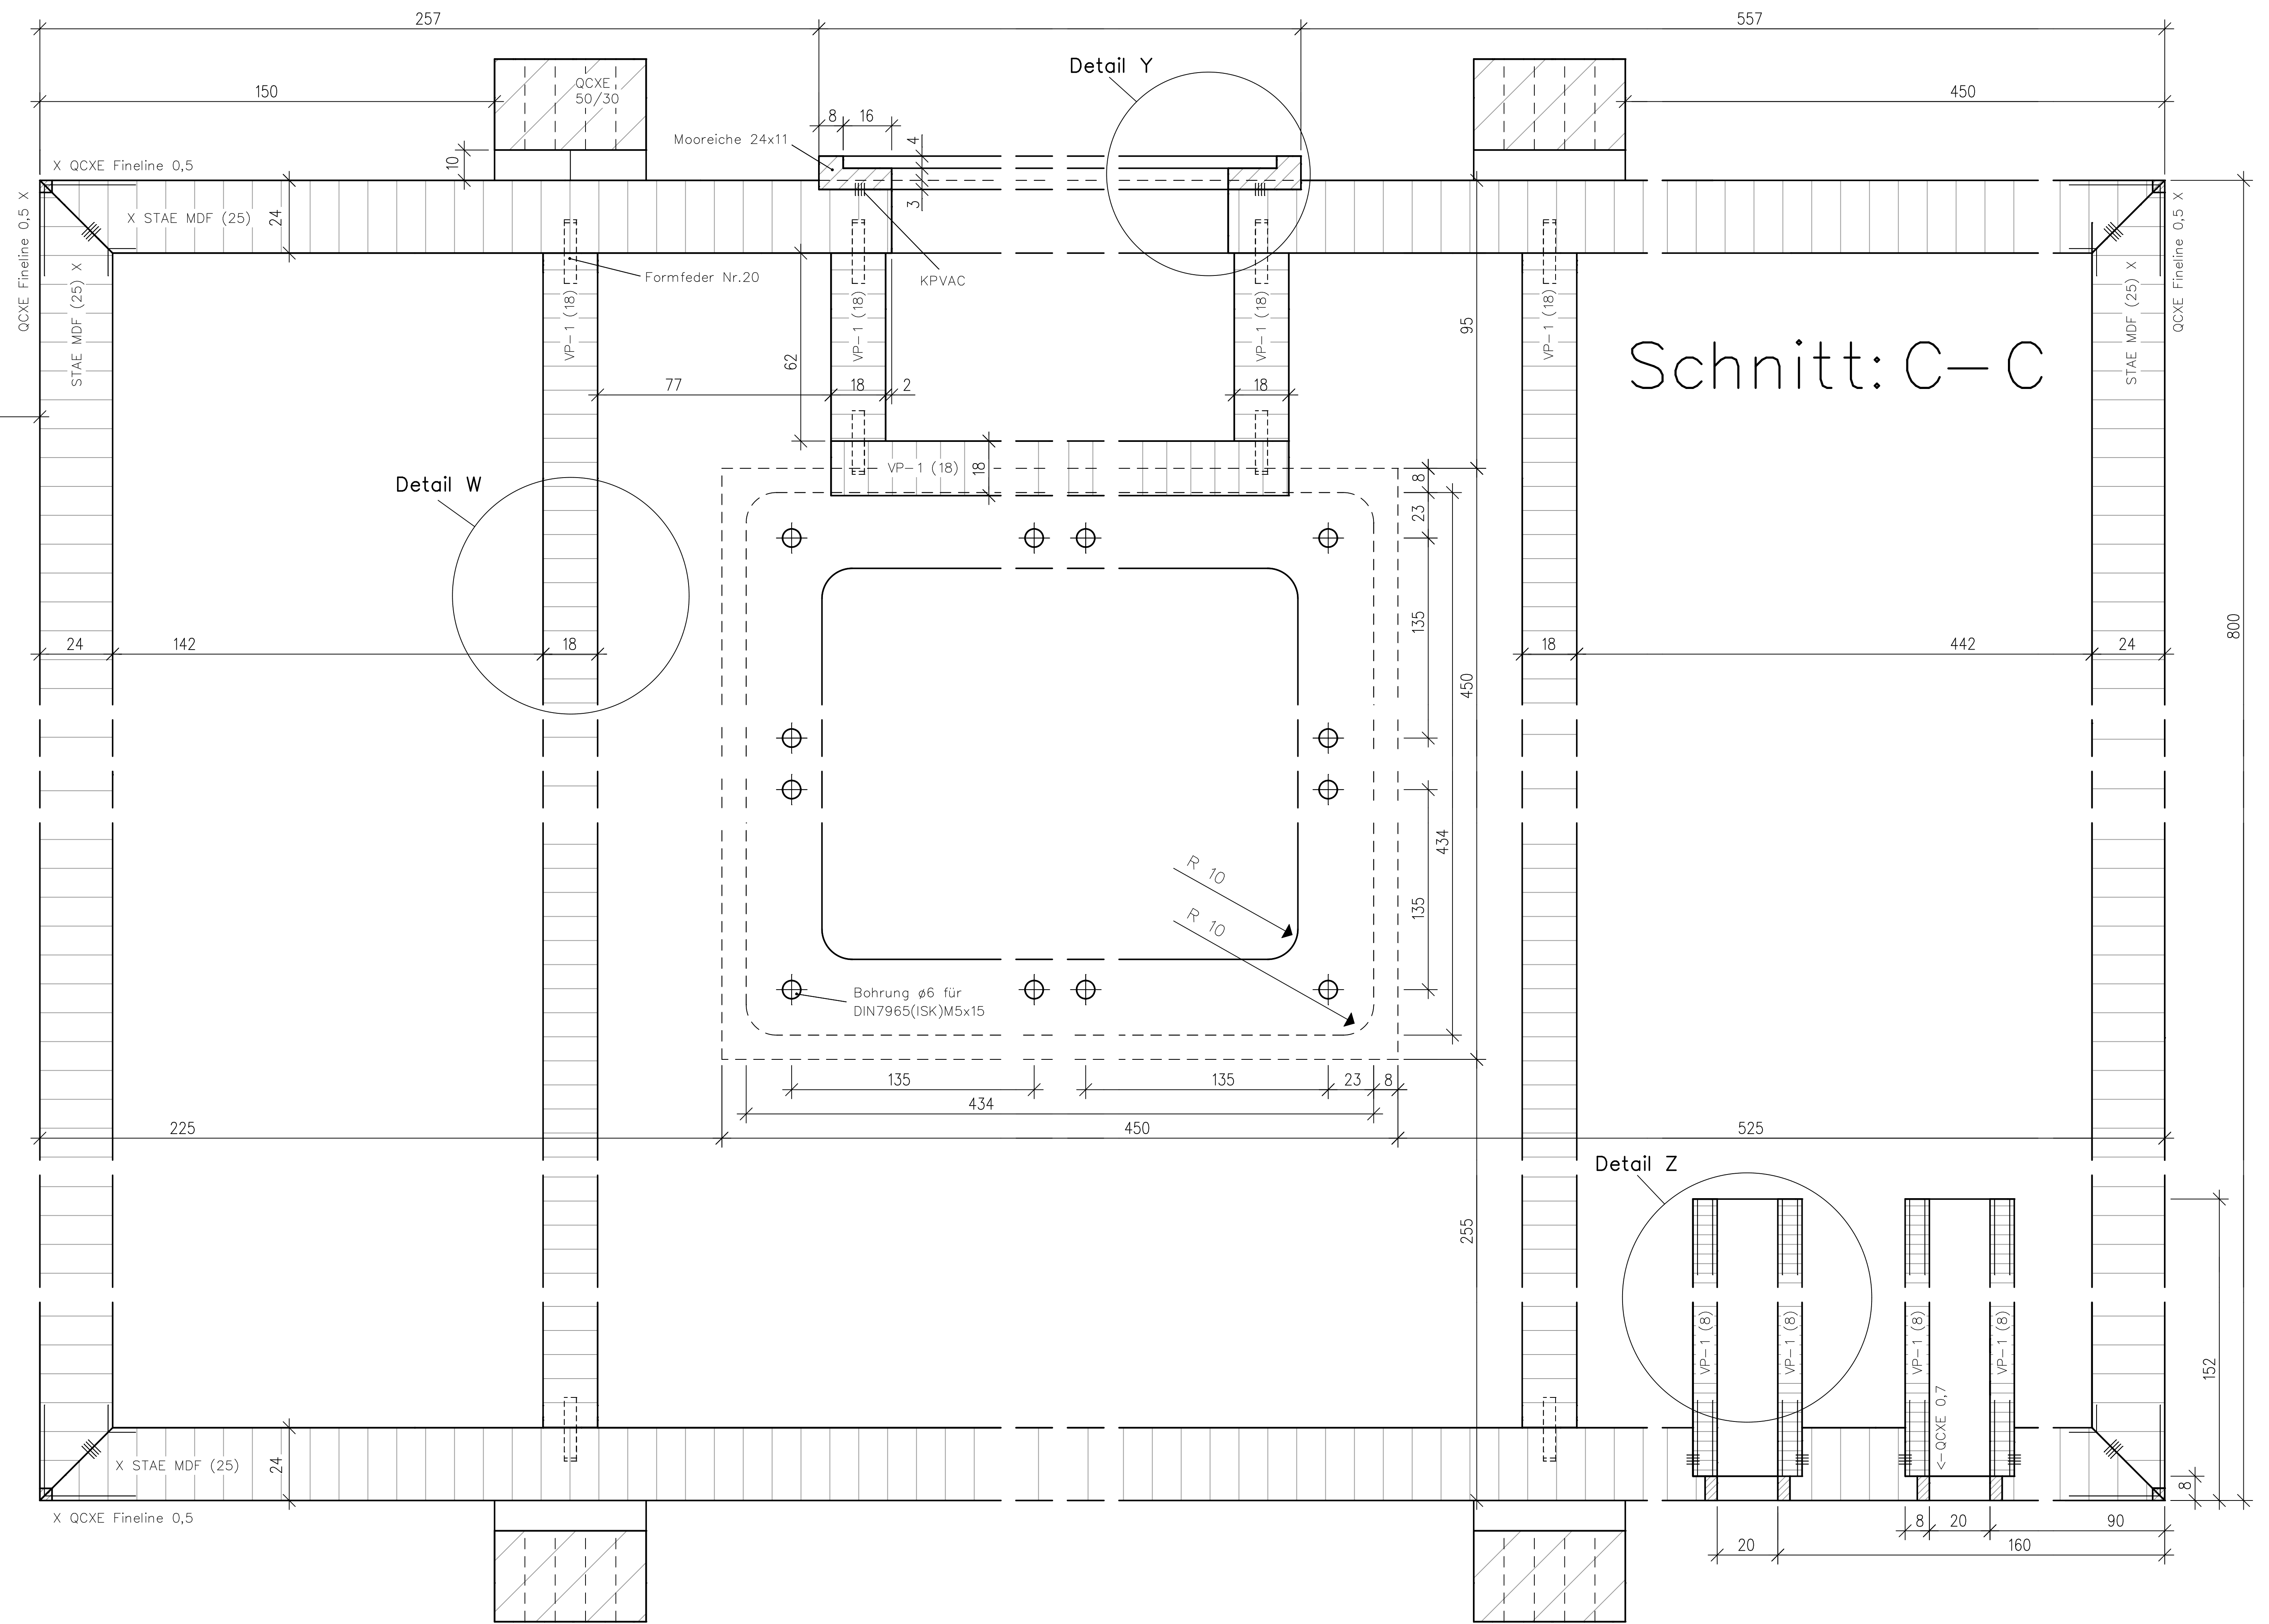 257
557
Detail Y
QCXE
50/30
150
450
8
16
4
Mooreiche 24x11
10
X QCXE Fineline 0,5
3
QCXE Fineline 0,5 X
X STAE MDF (25)
24
QCXE Fineline 0,5 X
STAE MDF (25) X
Formfeder Nr.20
KPVAC
STAE MDF (25) X
VP-1 (18)
VP-1 (18)
VP-1 (18)
VP-1 (18)
95
Schnitt: C-C
62
77
18
2
18
VP-1 (18)
18
8
Detail W
23
135
800
24
142
18
18
442
24
450
434
R 10
R 10
135
Bohrung ø6 für
DIN7965(ISK)M5x15
135
135
23
8
434
225
450
525
Detail Z
255
VP-1 (8)
VP-1 (8)
VP-1 (8)
VP-1 (8)
152
<-QCXE 0,7
X STAE MDF (25)
24
8
X QCXE Fineline 0,5
8
20
90
20
160